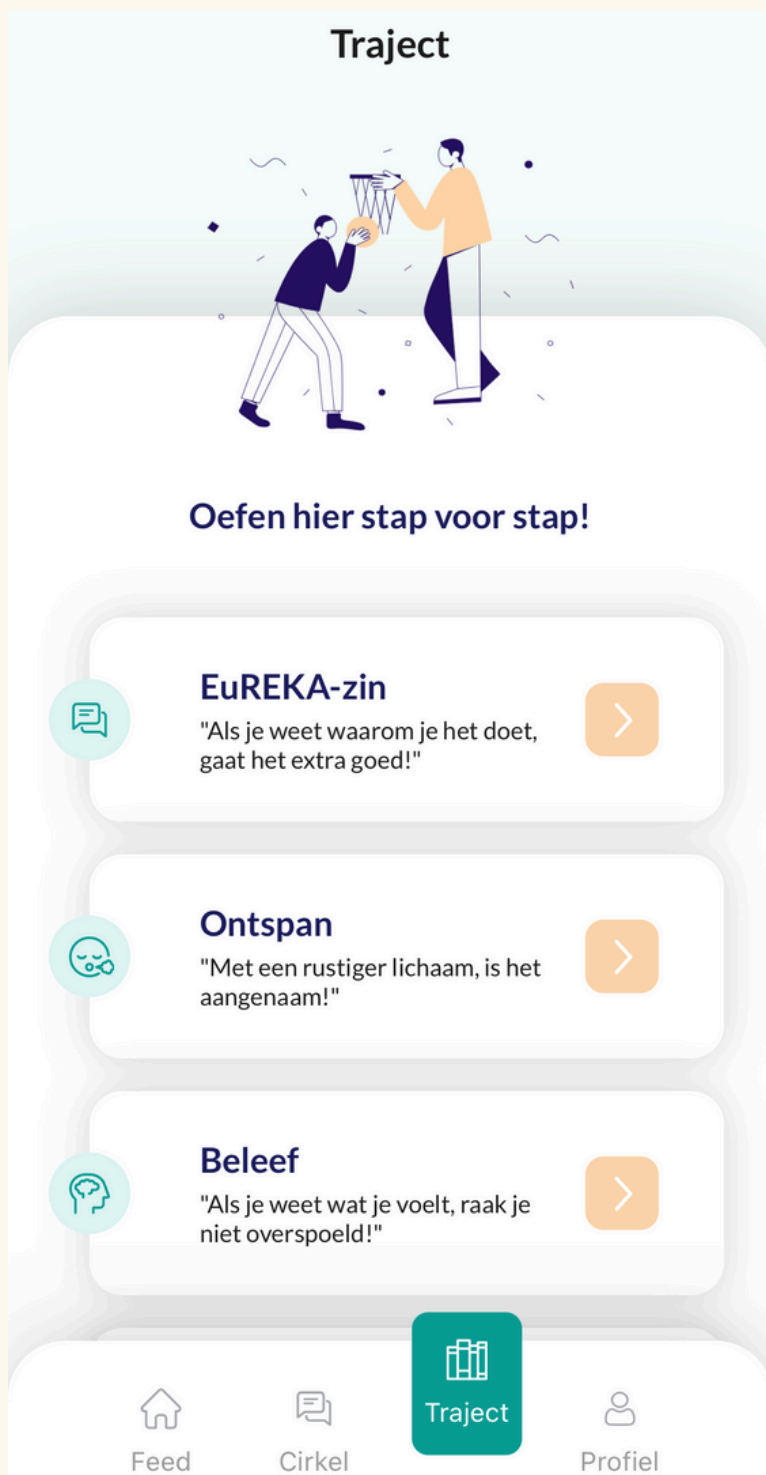 Traject
Oefen hier stap voor stap!
EuREKA-zin
"Als je weet waarom je het doet,
gaat het extra goed!"
Ontspan
"Met een rustiger lichaam, is het
aangenaam!"
Beleef
"Als je weet wat je voelt, raak je
niet overspoeld!"
Feed
Cirkel
Traject
Profiel